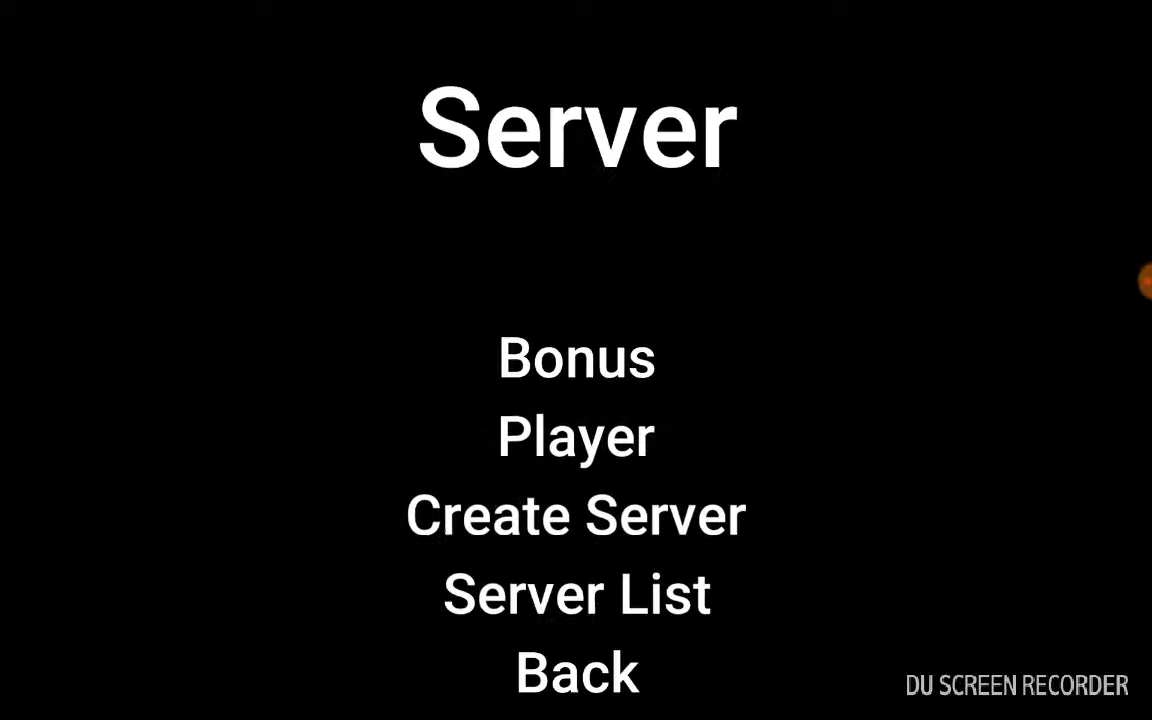 Server
Bonus
Player
Create Server
Server List
Back
DU SCREEN RECORDER